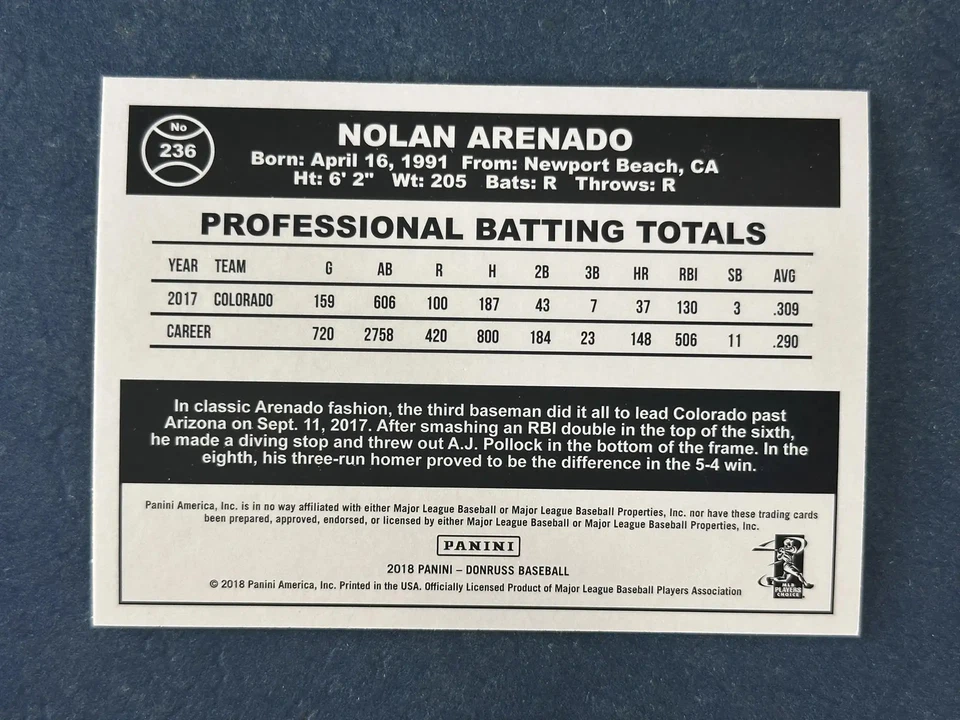 No
236
NOLAN ARENADO
Born: April 16, 1991 From: Newport Beach, CA
Ht: 6' 2" Wt: 205 Bats: R Throws: R
PROFESSIONAL BATTING TOTALS
YEAR TEAM G AB R H 2B 3B HR RBI SB AVG
2017 COLORADO 159 606 100 187 43 7 37 130 3 .309
CAREER 720 2758 420 800 184 23 148 506 11 .290
In classic Arenado fashion, the third baseman did it all to lead Colorado past
Arizona on Sept. 11, 2017. After smashing an RBI double in the top of the sixth,
he made a diving stop and threw out A.J. Pollock in the bottom of the frame. In the
eighth, his three-run homer proved to be the difference in the 5-4 win.
Panini America, Inc. is in no way affiliated with either Major League Baseball or Major League Baseball Properties, Inc. nor have these trading cards
been prepared, approved, endorsed, or licensed by either Major League Baseball or Major League Baseball Properties, Inc.
PANINI
2018 PANINI – DONRUSS BASEBALL
© 2018 Panini America, Inc. Printed in the USA. Officially Licensed Product of Major League Baseball Players Association
MLB
PLAYERS
CHOICE